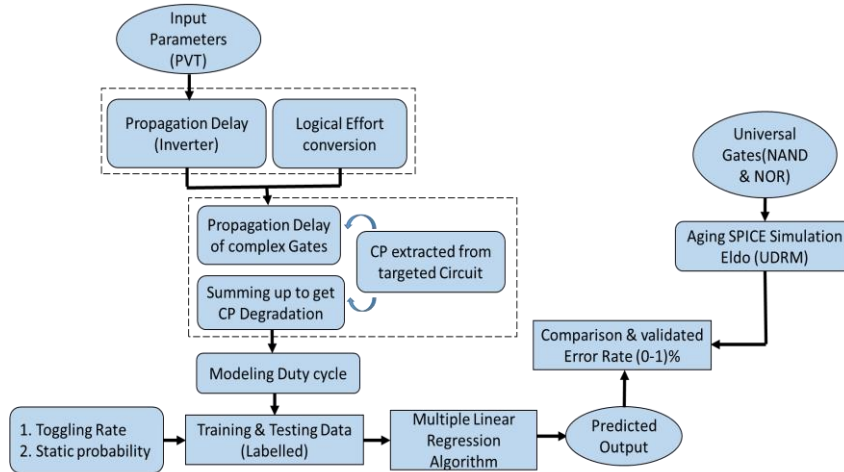 Input
Parameters
(PVT)
Propagation Delay
(Inverter)
Logical Effort
conversion
Universal
Gates(NAND
& NOR)
Propagation Delay
of complex Gates
CP extracted from
targeted Circuit
Aging SPICE Simulation
Eldo (UDRM)
Summing up to get
CP Degradation
Comparison & validated
Error Rate (0-1)%
Modeling Duty cycle
1. Toggling Rate
2. Static probability
Training & Testing Data
(Labelled)
Multiple Linear
Regression
Algorithm
Predicted
Output